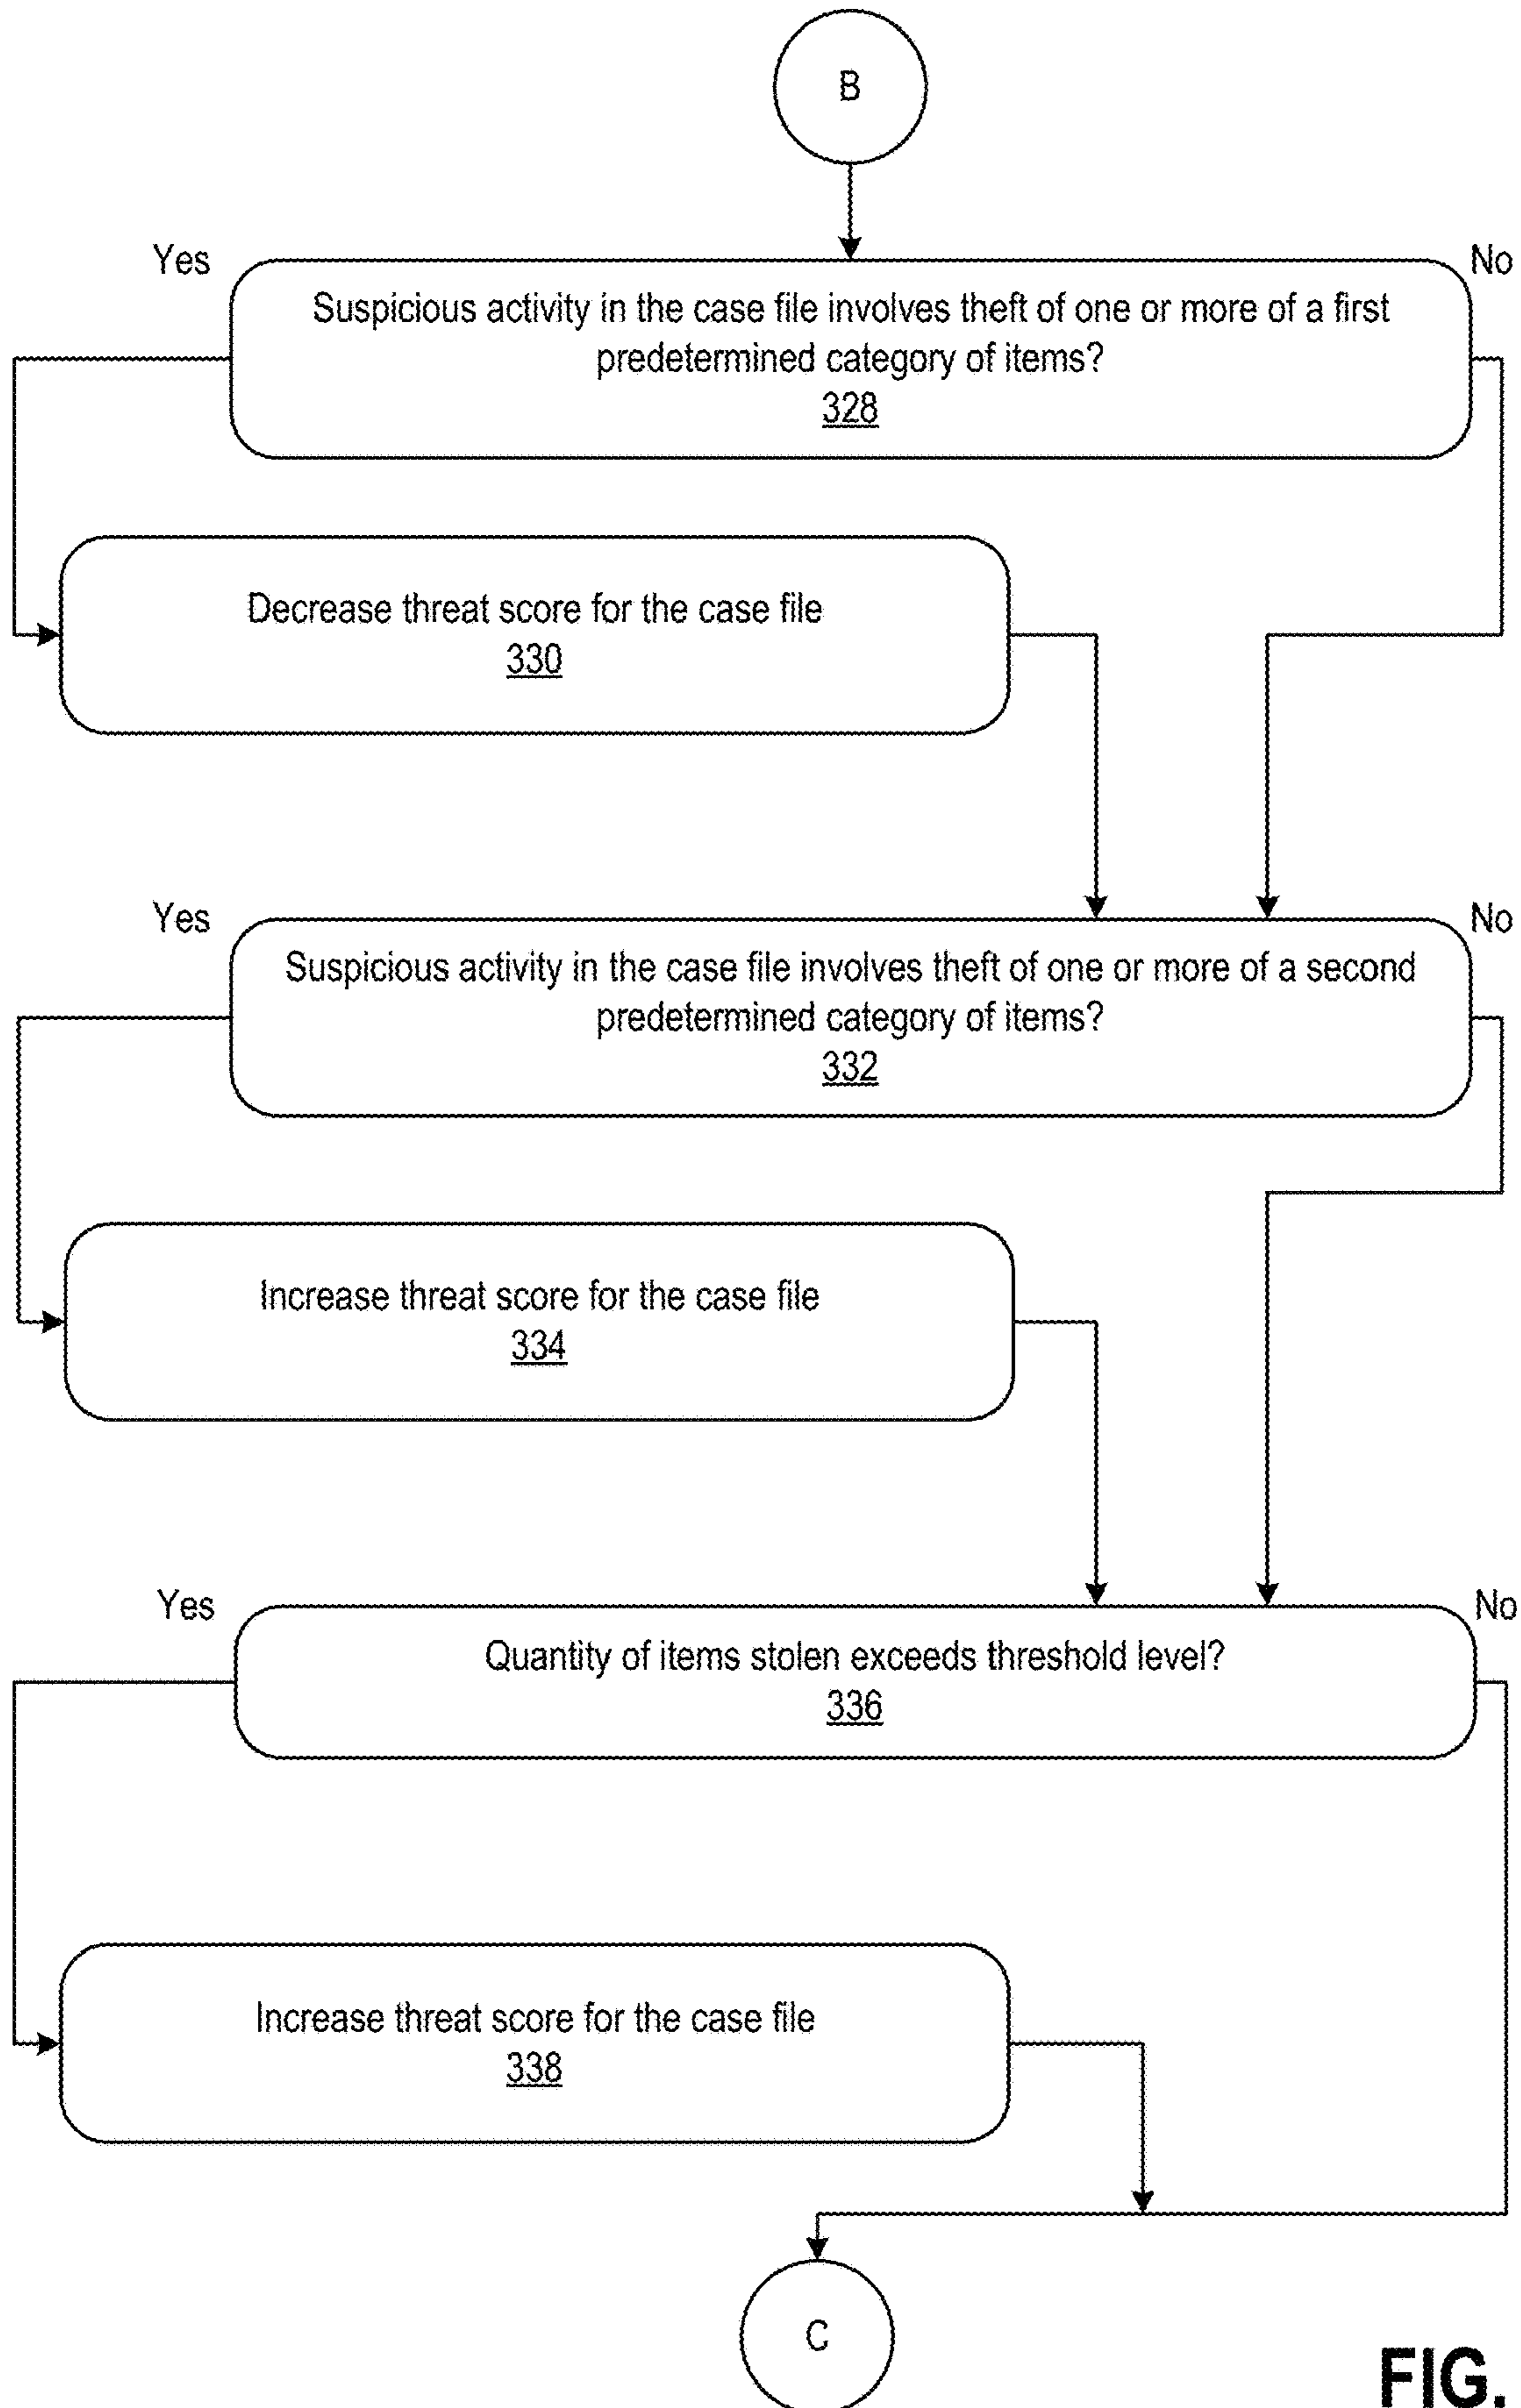 B
Yes
No
Suspicious activity in the case file involves theft of one or more of a first
predetermined category of items?
328
Decrease threat score for the case file
330
Yes
No
Suspicious activity in the case file involves theft of one or more of a second
predetermined category of items?
332
Increase threat score for the case file
334
Yes
No
Quantity of items stolen exceeds threshold level?
336
Increase threat score for the case file
338
C
FIG.